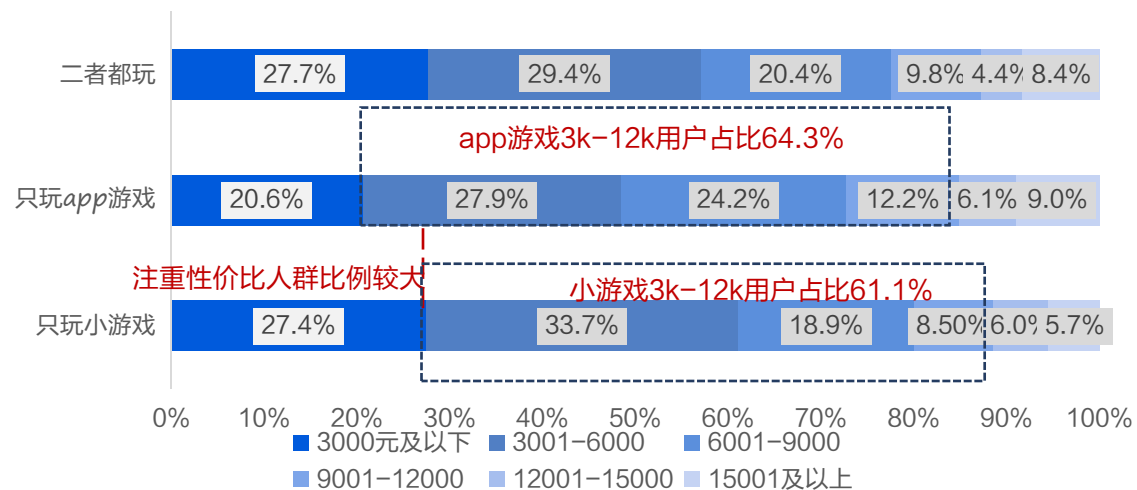 二者都玩
27.7%
29.4%
20.4%
9.8%
4.4%
8.4%
app游戏3k-12k用户占比64.3%
只玩app游戏
20.6%
27.9%
24.2%
12.2%
6.1%
9.0%
注重性价比人群比例较大
小游戏3k-12k用户占比61.1%
只玩小游戏
27.4%
33.7%
18.9%
8.50%
6.0%
5.7%
0% 10% 20% 30% 40% 50% 60% 70% 80% 90% 100%
3000元及以下 3001-6000 6001-9000
9001-12000 12001-15000 15001及以上